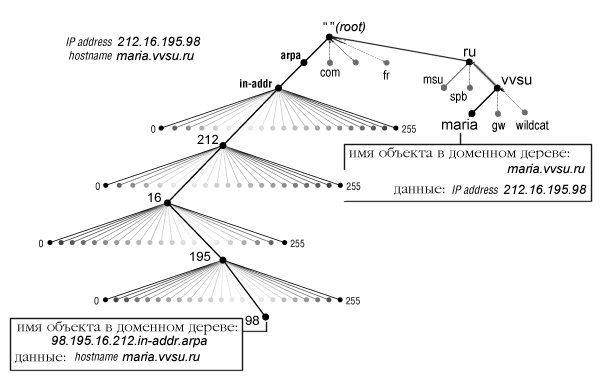 IP address 212.16.195.98
hostname maria.vvsu.ru
“ ” (root)
arpa
com
fr
ru
in-addr
msu
spb
vvsu
maria
gw
wildcat
0
255
212
имя объекта в доменном дереве:
maria.vvsu.ru
данные: IP address 212.16.195.98
0
255
16
0
255
195
0
255
98
имя объекта в доменном дереве:
98.195.16.212.in-addr.arpa
данные: hostname maria.vvsu.ru